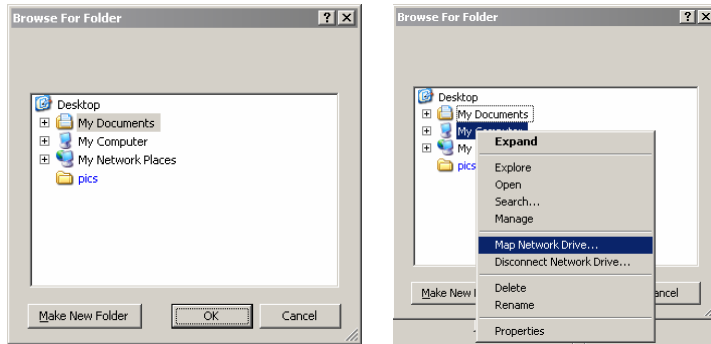 Browse For Folder
Desktop
My Documents
My Computer
My Network Places
pics
Make New Folder
OK
Cancel
Browse For Folder
Desktop
My Documents
My Computer
My
pics
Make New
ancel
Expand
Explore
Open
Search...
Manage
Map Network Drive...
Disconnect Network Drive...
Delete
Rename
Properties